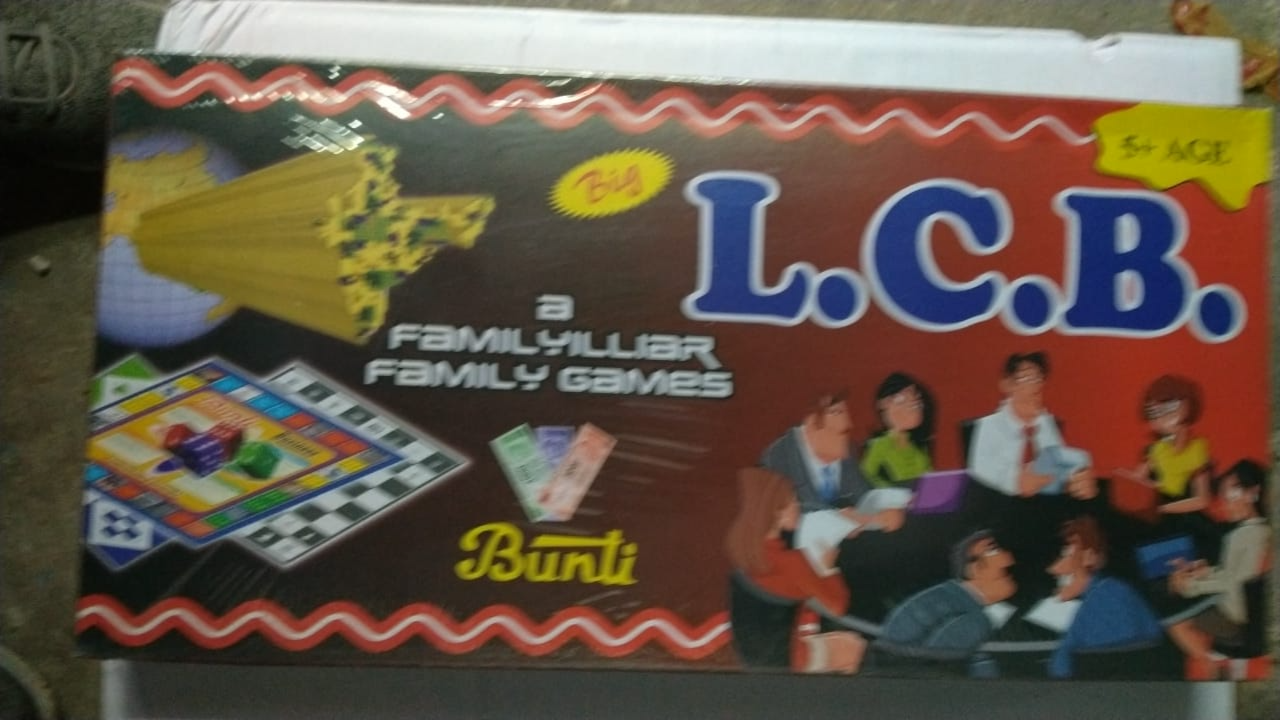 5+ AGE
Big
L.C.B.
a
FAMILYILLIAR
FAMILY GAMES
Bunti